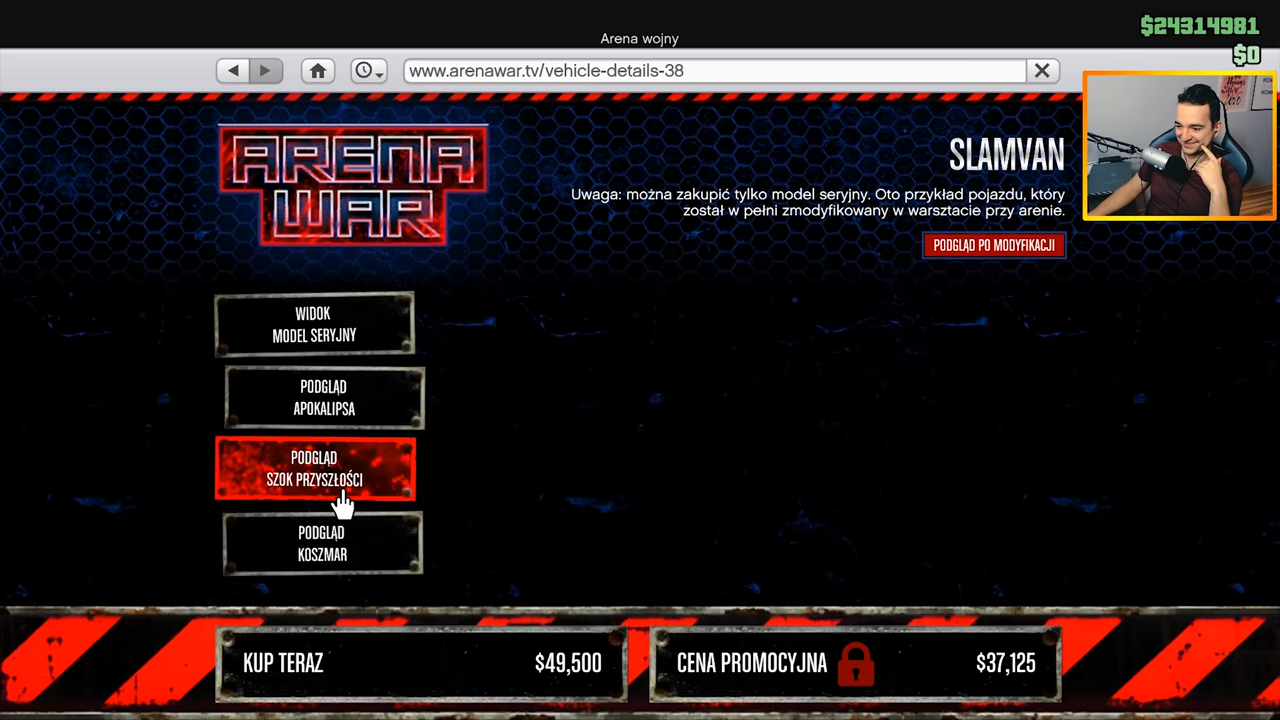 $24314981
Arena wojny
$0
www.arenawar.tv/vehicle-details-38
ARENA
WAR
SLAMVAN
Uwaga: można zakupić tylko model seryjny. Oto przykład pojazdu, który
został w pełni zmodyfikowany w warsztacie przy arenie.
PODGLĄD PO MODYFIKACJI
WIDOK
MODEL SERYJNY
PODGLĄD
APOKALIPSA
PODGLĄD
SZOK PRZYSZŁOŚCI
PODGLĄD
KOSZMAR
KUP TERAZ $49,500
CENA PROMOCYJNA $37,125